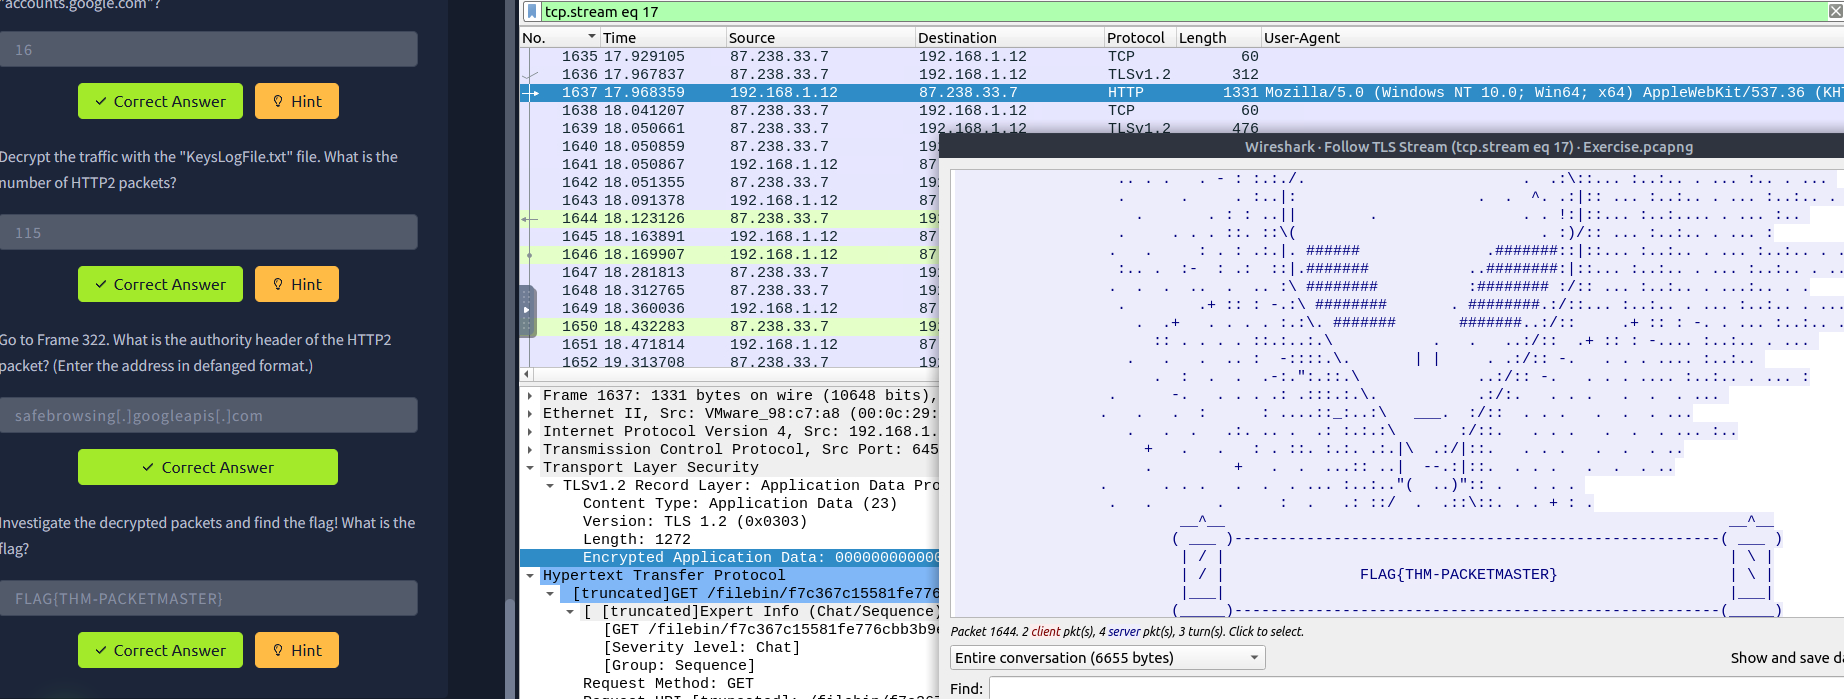 "accounts.google.com"?
16
✓ Correct Answer
Hint
Decrypt the traffic with the "KeysLogFile.txt" file. What is the
number of HTTP2 packets?
115
✓ Correct Answer
Hint
Go to Frame 322. What is the authority header of the HTTP2
packet? (Enter the address in defanged format.)
safebrowsing[.]googleapis[.]com
✓ Correct Answer
Investigate the decrypted packets and find the flag! What is the
flag?
FLAG{THM-PACKETMASTER}
✓ Correct Answer
Hint
tcp.stream eq 17
No. Time Source Destination Protocol Length User-Agent
1635 17.929105 87.238.33.7 192.168.1.12 TCP 60
1636 17.967837 87.238.33.7 192.168.1.12 TLSv1.2 312
1637 17.968359 192.168.1.12 87.238.33.7 HTTP 1331 Mozilla/5.0 (Windows NT 10.0; Win64; x64) AppleWebKit/537.36 (KHT
1638 18.041207 87.238.33.7 192.168.1.12 TCP 60
1639 18.050661 87.238.33.7 192.168.1.12 TLSv1.2 476
1640 18.050859 87.238.33.7 192
1641 18.050867 192.168.1.12 87
1642 18.051355 87.238.33.7 192
1643 18.091378 192.168.1.12 87
1644 18.123126 87.238.33.7 19
1645 18.163891 192.168.1.12 87
1646 18.169907 192.168.1.12 87
1647 18.281813 87.238.33.7 19
1648 18.312765 87.238.33.7 19
1649 18.360036 192.168.1.12 87
1650 18.432283 87.238.33.7 19
1651 18.471814 192.168.1.12 87
1652 19.313708 87.238.33.7 19
Frame 1637: 1331 bytes on wire (10648 bits),
Ethernet II, Src: VMware_98:c7:a8 (00:0c:29:
Internet Protocol Version 4, Src: 192.168.1.
Transmission Control Protocol, Src Port: 645
Transport Layer Security
TLSv1.2 Record Layer: Application Data Pro
Content Type: Application Data (23)
Version: TLS 1.2 (0x0303)
Length: 1272
Encrypted Application Data: 000000000000
Hypertext Transfer Protocol
[truncated]GET /filebin/f7c367c15581fe776
[ [truncated]Expert Info (Chat/Sequence)
[GET /filebin/f7c367c15581fe776cbb3b9
[Severity level: Chat]
[Group: Sequence]
Request Method: GET
Wireshark · Follow TLS Stream (tcp.stream eq 17) · Exercise.pcapng
FLAG{THM-PACKETMASTER}
Packet 1644. 2 client pkt(s), 4 server pkt(s), 3 turn(s). Click to select.
Entire conversation (6655 bytes)
Show and save da
Find: